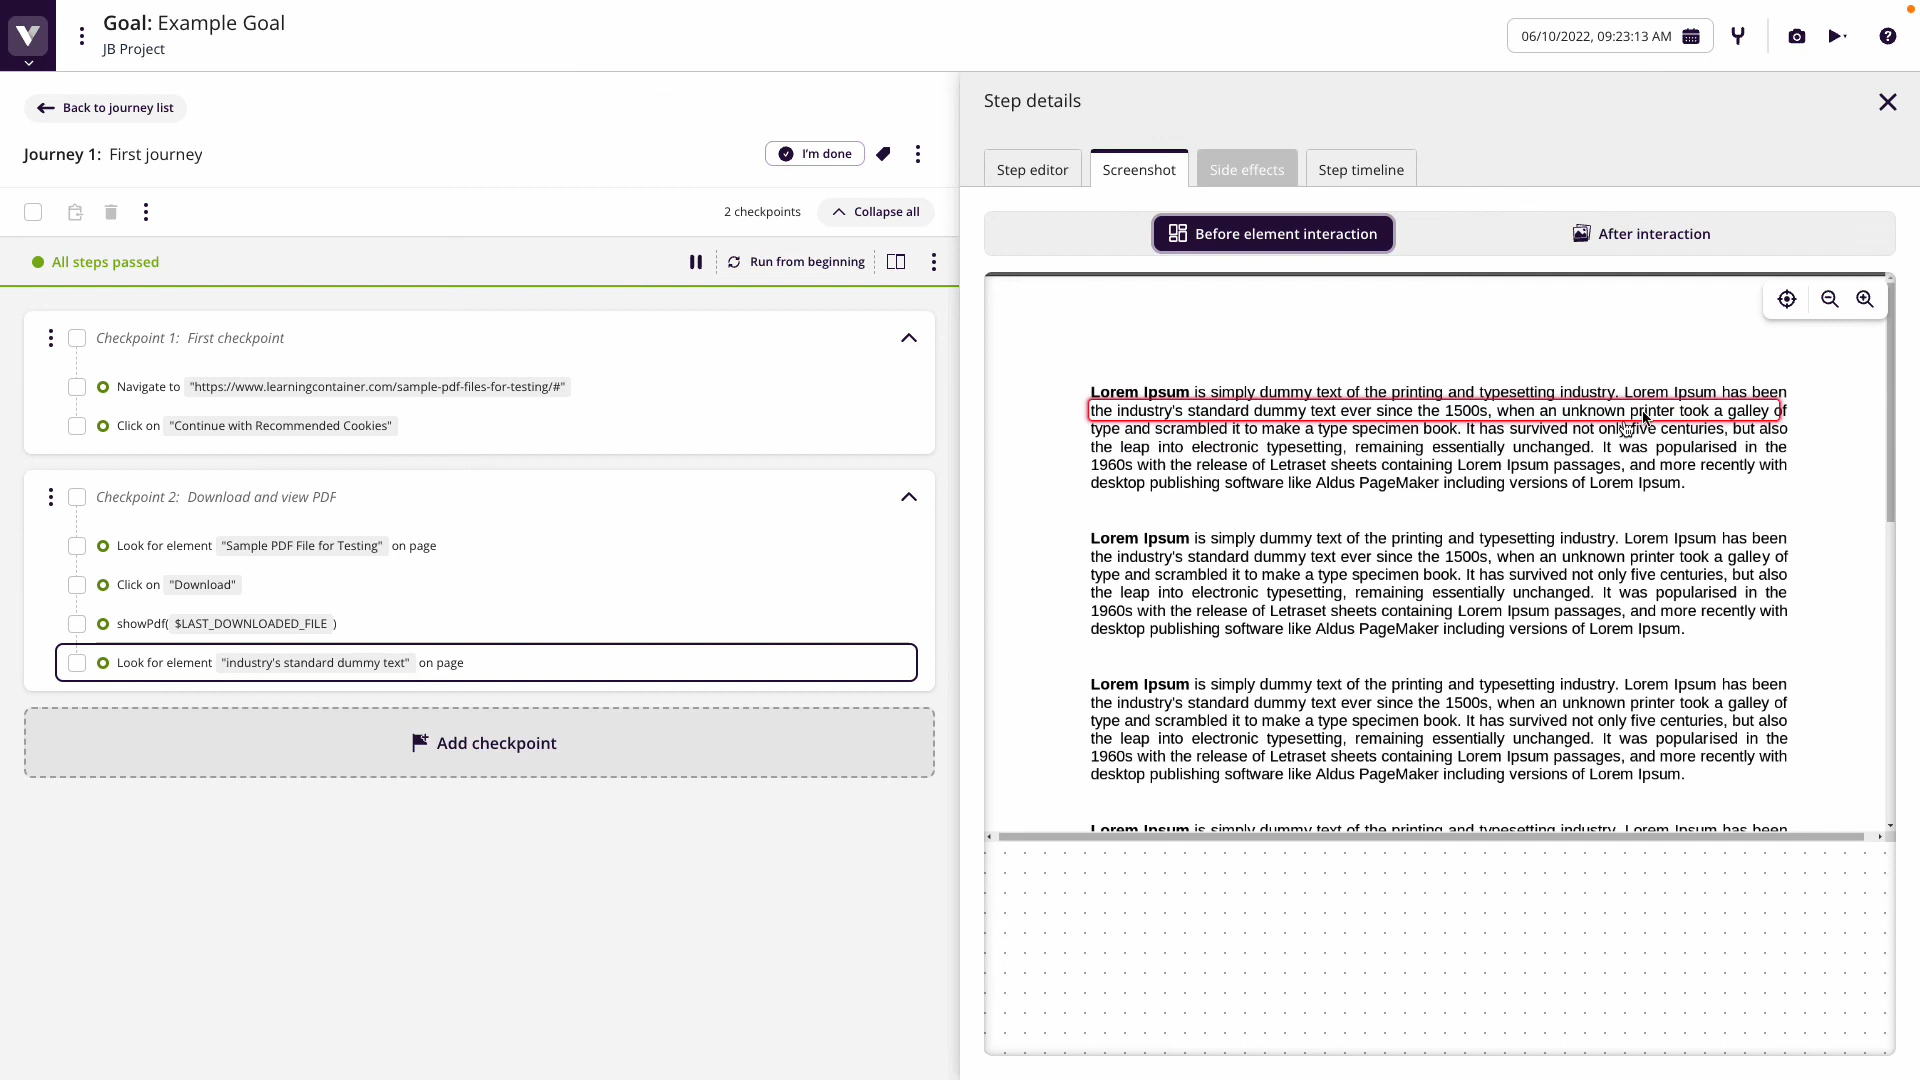 Goal: Example Goal
JB Project
06/10/2022, 09:23:13 AM
Back to journey list
Journey 1: First journey
I'm done
2 checkpoints
Collapse all
All steps passed
Run from beginning
Checkpoint 1: First checkpoint
Navigate to "https://www.learningcontainer.com/sample-pdf-files-for-testing/#"
Click on "Continue with Recommended Cookies"
Checkpoint 2: Download and view PDF
Look for element "Sample PDF File for Testing" on page
Click on "Download"
showPdf( $LAST_DOWNLOADED_FILE )
Look for element "industry's standard dummy text" on page
Add checkpoint
Step details
Step editor
Screenshot
Side effects
Step timeline
Before element interaction
After interaction
Lorem Ipsum is simply dummy text of the printing and typesetting industry. Lorem Ipsum has been
the industry's standard dummy text ever since the 1500s, when an unknown printer took a galley of
type and scrambled it to make a type specimen book. It has survived not only five centuries, but also
the leap into electronic typesetting, remaining essentially unchanged. It was popularised in the
1960s with the release of Letraset sheets containing Lorem Ipsum passages, and more recently with
desktop publishing software like Aldus PageMaker including versions of Lorem Ipsum.
Lorem Ipsum is simply dummy text of the printing and typesetting industry. Lorem Ipsum has been
the industry's standard dummy text ever since the 1500s, when an unknown printer took a galley of
type and scrambled it to make a type specimen book. It has survived not only five centuries, but also
the leap into electronic typesetting, remaining essentially unchanged. It was popularised in the
1960s with the release of Letraset sheets containing Lorem Ipsum passages, and more recently with
desktop publishing software like Aldus PageMaker including versions of Lorem Ipsum.
Lorem Ipsum is simply dummy text of the printing and typesetting industry. Lorem Ipsum has been
the industry's standard dummy text ever since the 1500s, when an unknown printer took a galley of
type and scrambled it to make a type specimen book. It has survived not only five centuries, but also
the leap into electronic typesetting, remaining essentially unchanged. It was popularised in the
1960s with the release of Letraset sheets containing Lorem Ipsum passages, and more recently with
desktop publishing software like Aldus PageMaker including versions of Lorem Ipsum.
Lorem Ipsum is simply dummy text of the printing and typesetting industry. Lorem Ipsum has been